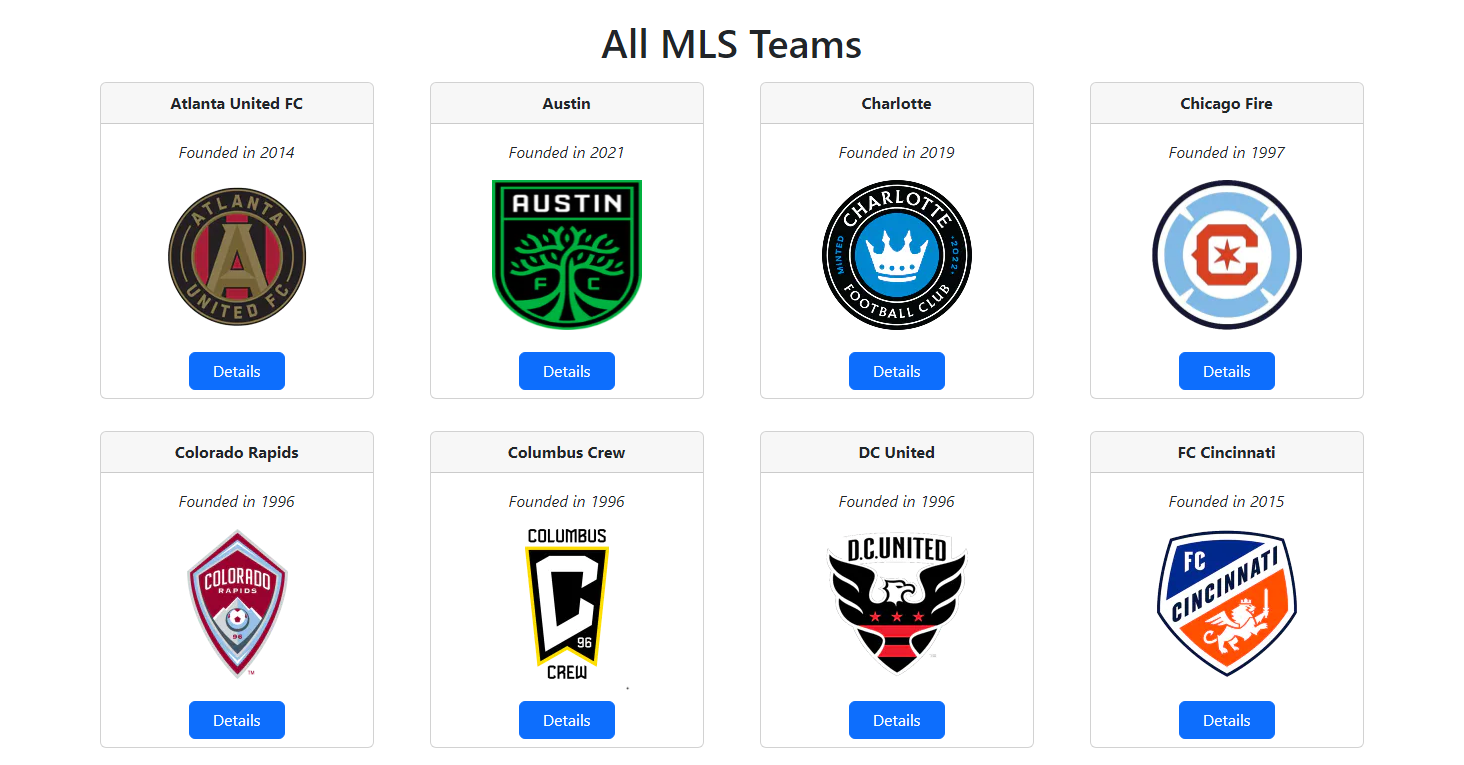 All MLS Teams
Atlanta United FC
Austin
Charlotte
Chicago Fire
Founded in 2014
Founded in 2021
Founded in 2019
Founded in 1997
ATLANTA
UNITED FC
A
AUSTIN
F C
CHARLOTTE
MINTED
·2022·
FOOTBALL CLUB
C
Details
Details
Details
Details
Colorado Rapids
Columbus Crew
DC United
FC Cincinnati
Founded in 1996
Founded in 1996
Founded in 1996
Founded in 2015
COLORADO
RAPIDS
96
TM
COLUMBUS
C
96
CREW
D.C.UNITED
FC
CINCINNATI
Details
Details
Details
Details